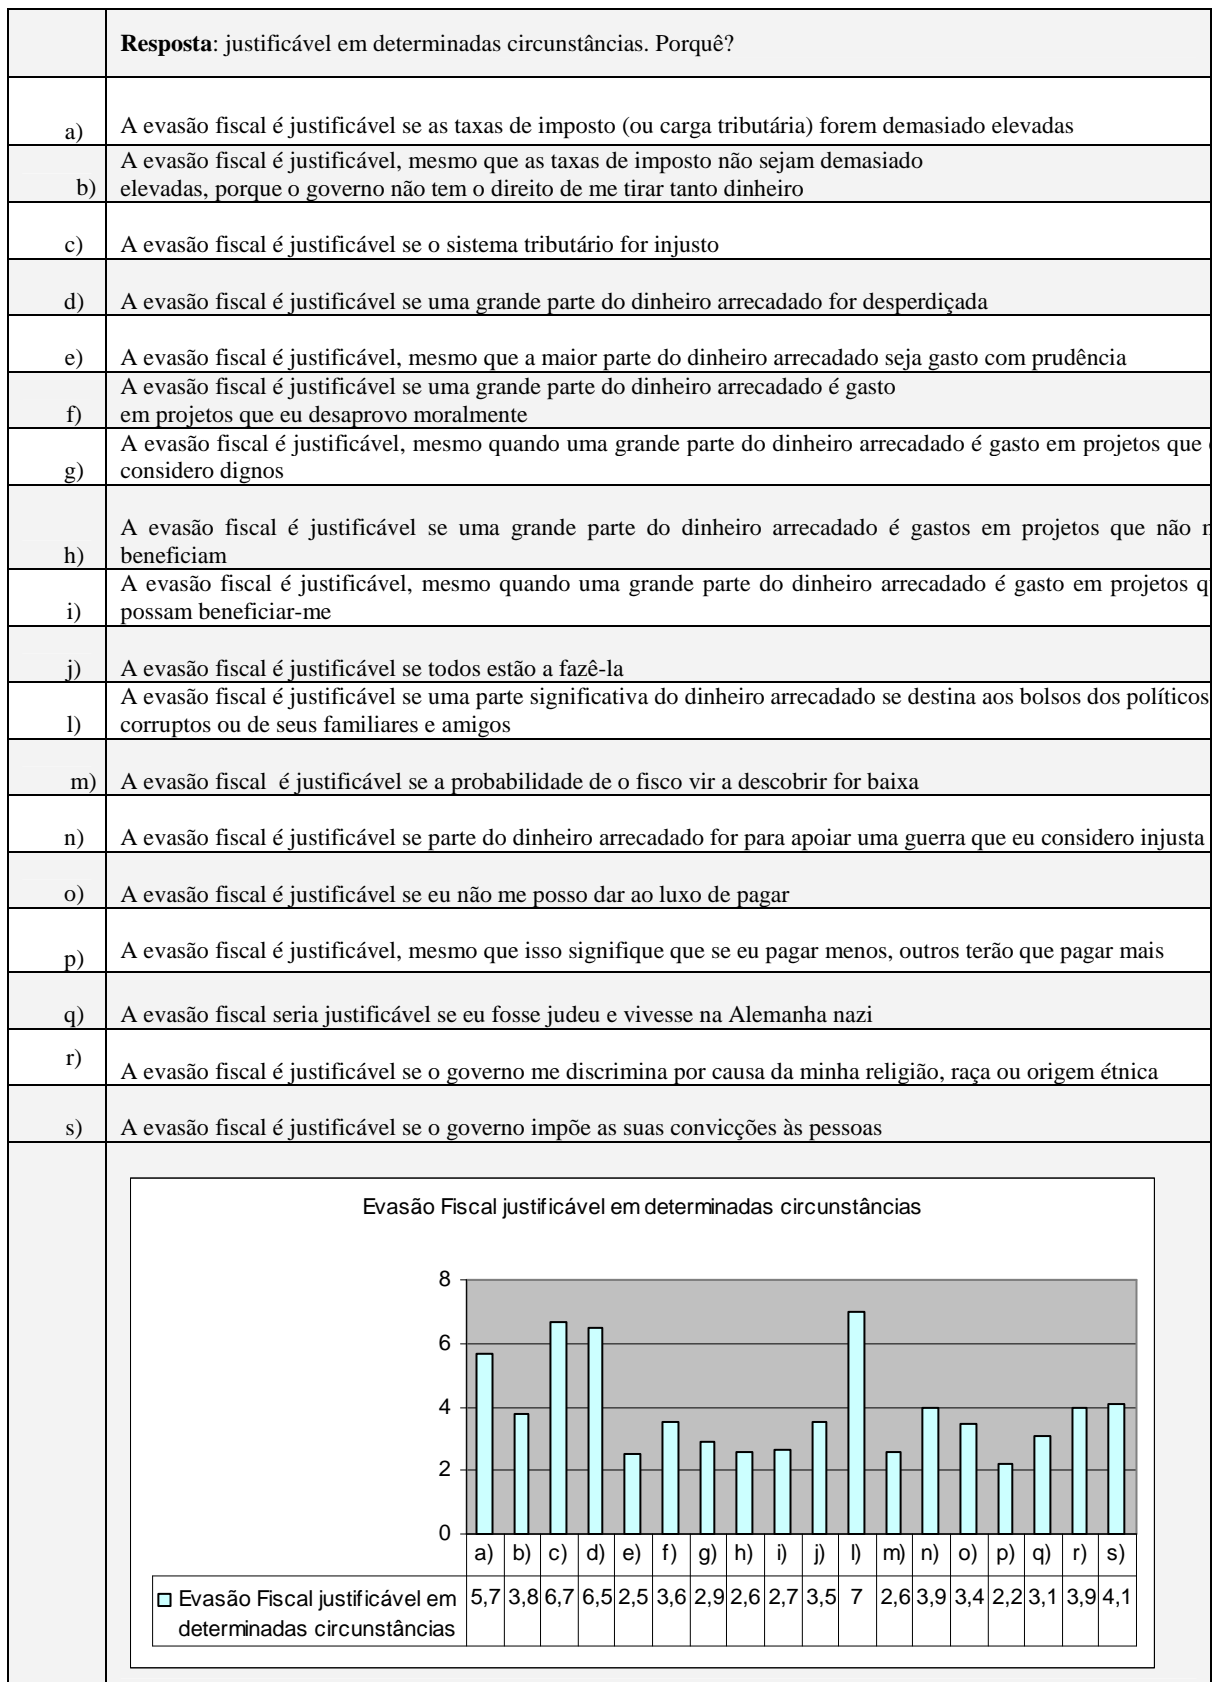 Resposta: justificável em determinadas circunstâncias. Porquê?
a) A evasão fiscal é justificável se as taxas de imposto (ou carga tributária) forem demasiado elevadas
A evasão fiscal é justificável, mesmo que as taxas de imposto não sejam demasiado
b) elevadas, porque o governo não tem o direito de me tirar tanto dinheiro
c) A evasão fiscal é justificável se o sistema tributário for injusto
d) A evasão fiscal é justificável se uma grande parte do dinheiro arrecadado for desperdiçada
e) A evasão fiscal é justificável, mesmo que a maior parte do dinheiro arrecadado seja gasto com prudência
A evasão fiscal é justificável se uma grande parte do dinheiro arrecadado é gasto
f) em projetos que eu desaprovo moralmente
A evasão fiscal é justificável, mesmo quando uma grande parte do dinheiro arrecadado é gasto em projetos que
g) considero dignos
A evasão fiscal é justificável se uma grande parte do dinheiro arrecadado é gastos em projetos que não
h) beneficiam
A evasão fiscal é justificável, mesmo quando uma grande parte do dinheiro arrecadado é gasto em projetos
i) possam beneficiar-me
j) A evasão fiscal é justificável se todos estão a fazê-la
A evasão fiscal é justificável se uma parte significativa do dinheiro arrecadado se destina aos bolsos dos políticos
l) corruptos ou de seus familiares e amigos
m) A evasão fiscal é justificável se a probabilidade de o fisco vir a descobrir for baixa
n) A evasão fiscal é justificável se parte do dinheiro arrecadado for para apoiar uma guerra que eu considero injusta
o) A evasão fiscal é justificável se eu não me posso dar ao luxo de pagar
p) A evasão fiscal é justificável, mesmo que isso signifique que se eu pagar menos, outros terão que pagar mais
q) A evasão fiscal seria justificável se eu fosse judeu e vivesse na Alemanha nazi
r) A evasão fiscal é justificável se o governo me discrimina por causa da minha religião, raça ou origem étnica
s) A evasão fiscal é justificável se o governo impõe as suas convicções às pessoas
Evasão Fiscal justificável em determinadas circunstâncias
8
6
4
2
0
a) b) c) d) e) f) g) h) i) j) l) m) n) o) p) q) r) s)
Evasão Fiscal justificável em 5,7 3,8 6,7 6,5 2,5 3,6 2,9 2,6 2,7 3,5 7 2,6 3,9 3,4 2,2 3,1 3,9 4,1
determinadas circunstâncias